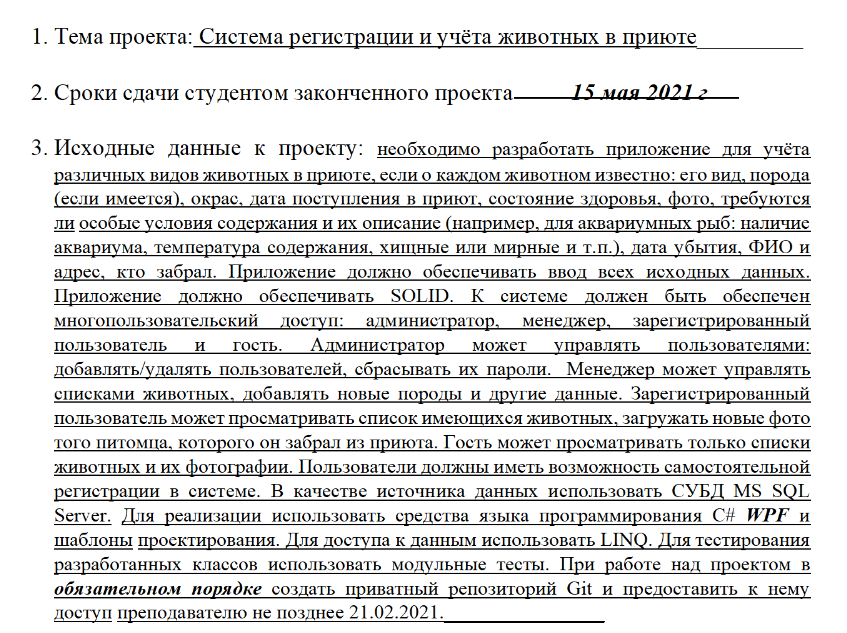 1. Тема проекта: Система регистрации и учёта животных в приюте
2. Сроки сдачи студентом законченного проекта 15 мая 2021 г
3. Исходные данные к проекту: необходимо разработать приложение для учёта
различных видов животных в приюте, если о каждом животном известно: его вид, порода
(если имеется), окрас, дата поступления в приют, состояние здоровья, фото, требуются
ли особые условия содержания и их описание (например, для аквариумных рыб: наличие
аквариума, температура содержания, хищные или мирные и т.п.), дата убытия, ФИО и
адрес, кто забрал. Приложение должно обеспечивать ввод всех исходных данных.
Приложение должно обеспечивать SOLID. К системе должен быть обеспечен
многопользовательский доступ: администратор, менеджер, зарегистрированный
пользователь и гость. Администратор может управлять пользователями:
добавлять/удалять пользователей, сбрасывать их пароли. Менеджер может управлять
списками животных, добавлять новые породы и другие данные. Зарегистрированный
пользователь может просматривать список имеющихся животных, загружать новые фото
того питомца, которого он забрал из приюта. Гость может просматривать только списки
животных и их фотографии. Пользователи должны иметь возможность самостоятельной
регистрации в системе. В качестве источника данных использовать СУБД MS SQL
Server. Для реализации использовать средства языка программирования C# WPF и
шаблоны проектирования. Для доступа к данным использовать LINQ. Для тестирования
разработанных классов использовать модульные тесты. При работе над проектом в
обязательном порядке создать приватный репозиторий Git и предоставить к нему
доступ преподавателю не позднее 21.02.2021.